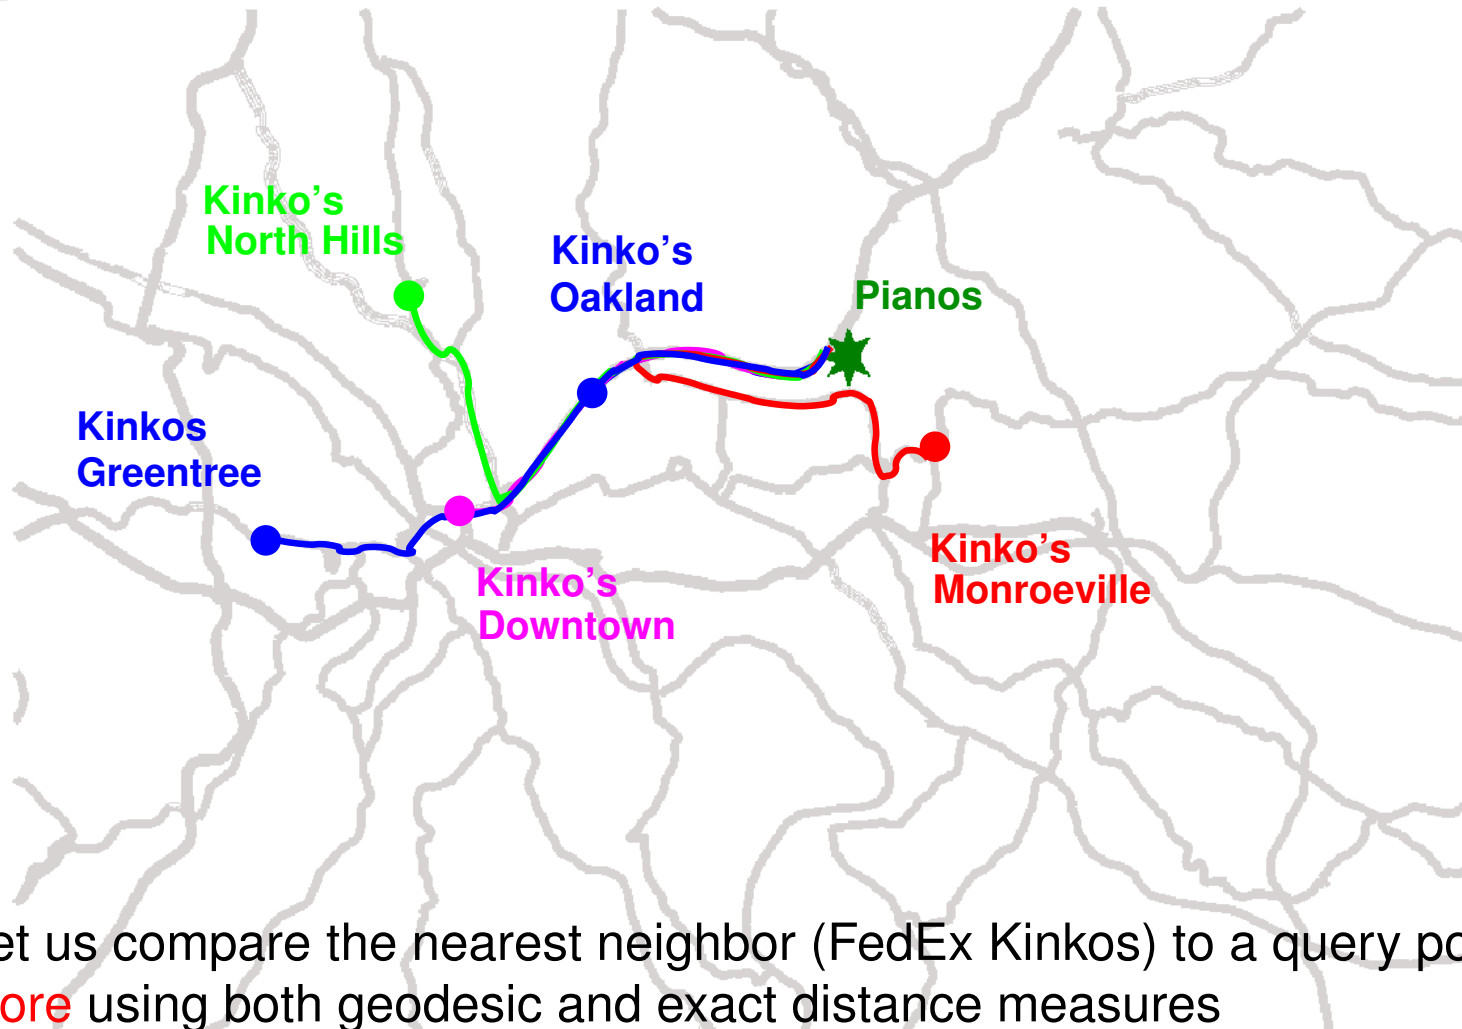 Kinko’s
North Hills
Kinko’s
Oakland
Pianos
Kinkos
Greentree
Kinko’s
Monroeville
Kinko’s
Downtown
et us compare the nearest neighbor (FedEx Kinkos) to a query po
ore using both geodesic and exact distance measures